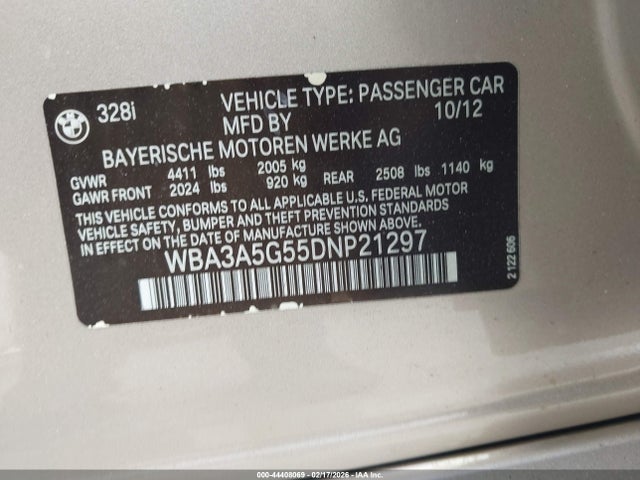 BMW
328i
VEHICLE TYPE: PASSENGER CAR
MFD BY 10/12
BAYERISCHE MOTOREN WERKE AG
GVWR 4411 lbs 2005 kg
GAWR FRONT 2024 lbs 920 kg REAR 2508 lbs 1140 kg
THIS VEHICLE CONFORMS TO ALL APPLICABLE U.S. FEDERAL MOTOR
VEHICLE SAFETY, BUMPER AND THEFT PREVENTION STANDARDS
IN EFFECT ON THE DATE OF MANUFACTURE SHOWN ABOVE.
WBA3A5G55DNP21297
2 122 606
000-44408069 - 02/17/2026 - IAAI.COM